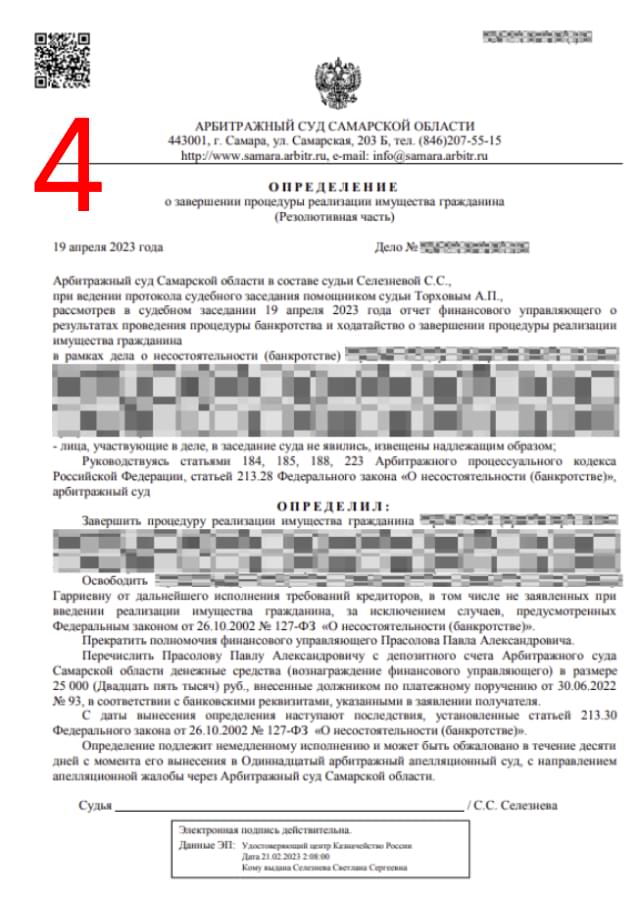 4
АРБИТРАЖНЫЙ СУД САМАРСКОЙ ОБЛАСТИ
443001, г. Самара, ул. Самарская, 203 Б, тел. (846)207-55-15
http://www.samara.arbitr.ru, e-mail: info@samara.arbitr.ru
ОПРЕДЕЛЕНИЕ
о завершении процедуры реализации имущества гражданина
(Резолютивная часть)
19 апреля 2023 года Дело №
Арбитражный суд Самарской области в составе судьи Селезневой С.С.,
при ведении протокола судебного заседания помощником судьи Торховым А.П.,
рассмотрев в судебном заседании 19 апреля 2023 года отчет финансового управляющего о
результатах проведения процедуры банкротства и ходатайство о завершении процедуры реализации
имущества гражданина
в рамках дела о несостоятельности (банкротстве)
- лица, участвующие в деле, в заседание суда не явились, извещены надлежащим образом;
Руководствуясь статьями 184, 185, 188, 223 Арбитражного процессуального кодекса
Российской Федерации, статьей 213.28 Федерального закона «О несостоятельности (банкротстве)»,
арбитражный суд
ОПРЕДЕЛИЛ:
Завершить процедуру реализации имущества гражданина
Освободить
Гарриевну от дальнейшего исполнения требований кредиторов, в том числе не заявленных при
введении реализации имущества гражданина, за исключением случаев, предусмотренных
Федеральным законом от 26.10.2002 № 127-ФЗ «О несостоятельности (банкротстве)».
Прекратить полномочия финансового управляющего Прасолова Павла Александровича.
Перечислить Прасолову Павлу Александровичу с депозитного счета Арбитражного суда
Самарской области денежные средства (вознаграждение финансового управляющего) в размере
25 000 (Двадцать пять тысяч) руб., внесенные должником по платежному поручению от 30.06.2022
№ 93, в соответствии с банковскими реквизитами, указанными в заявлении получателя.
С даты вынесения определения наступают последствия, установленные статьей 213.30
Федерального закона от 26.10.2002 № 127-ФЗ «О несостоятельности (банкротстве)».
Определение подлежит немедленному исполнению и может быть обжаловано в течение десяти
дней с момента его вынесения в Одиннадцатый арбитражный апелляционный суд, с направлением
апелляционной жалобы через Арбитражный суд Самарской области.
Судья / С.С. Селезнева
Электронная подпись действительна.
Данные ЭП: Удостоверяющий центр Казначейство России
Дата 21.02.2023 2:08:00
Кому выдана Селезнева Светлана Сергеевна